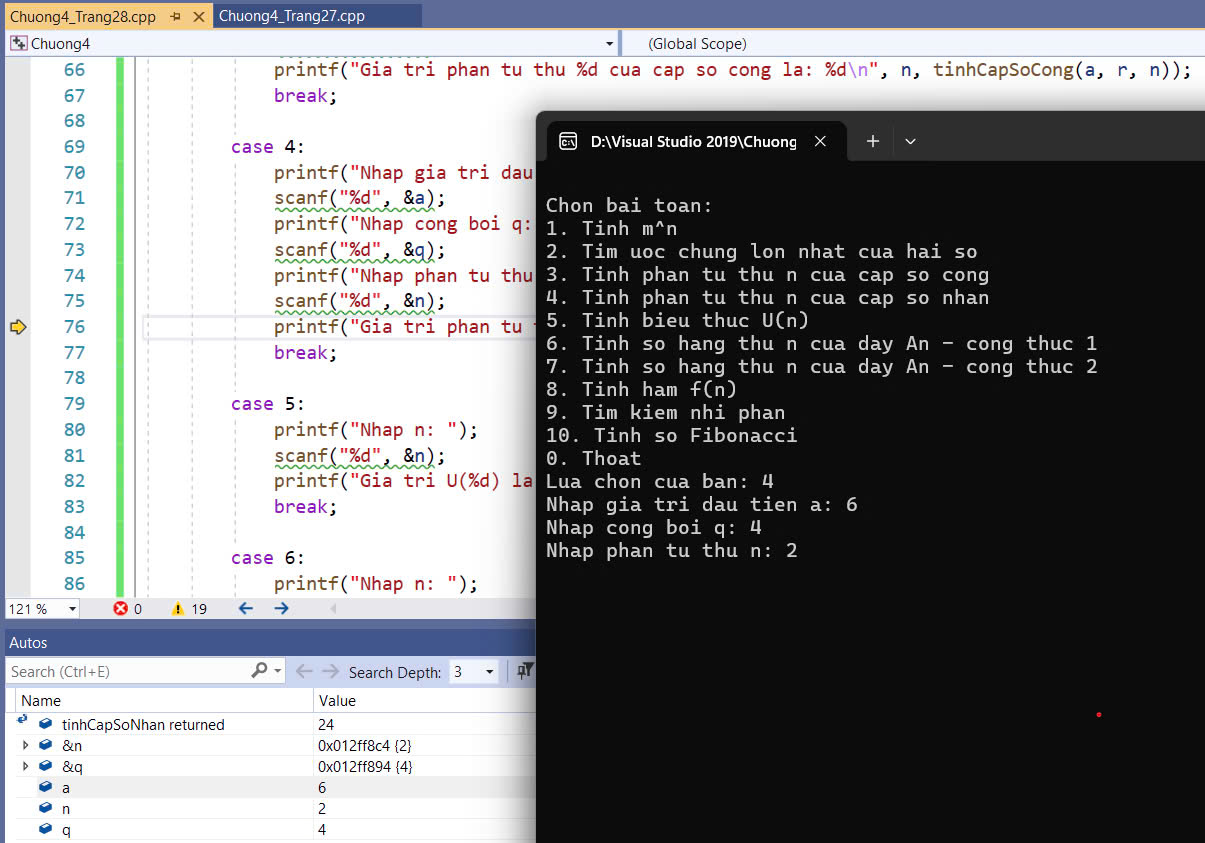 Chuong4_Trang28.cpp Chuong4_Trang27.cpp
Chuong4 (Global Scope)
66 printf("Gia tri phan tu thu %d cua cap so cong la: %d\n", n, tinhCapSoCong(a, r, n));
67 break;
68
69 case 4:
70 printf("Nhap gia tri dau
71 scanf("%d", &a);
72 printf("Nhap cong boi q:
73 scanf("%d", &q);
74 printf("Nhap phan tu thu
75 scanf("%d", &n);
76 printf("Gia tri phan tu
77 break;
78
79 case 5:
80 printf("Nhap n: ");
81 scanf("%d", &n);
82 printf("Gia tri U(%d) la
83 break;
84
85 case 6:
86 printf("Nhap n: ");
121 % 0 19
Autos
Search (Ctrl+E) Search Depth: 3
Name Value
tinhCapSoNhan returned 24
&n 0x012ff8c4 {2}
&q 0x012ff894 {4}
a 6
n 2
q 4
D:\Visual Studio 2019\Chuong
Chon bai toan:
1. Tinh m^n
2. Tim uoc chung lon nhat cua hai so
3. Tinh phan tu thu n cua cap so cong
4. Tinh phan tu thu n cua cap so nhan
5. Tinh bieu thuc U(n)
6. Tinh so hang thu n cua day An - cong thuc 1
7. Tinh so hang thu n cua day An - cong thuc 2
8. Tinh ham f(n)
9. Tim kiem nhi phan
10. Tinh so Fibonacci
0. Thoat
Lua chon cua ban: 4
Nhap gia tri dau tien a: 6
Nhap cong boi q: 4
Nhap phan tu thu n: 2